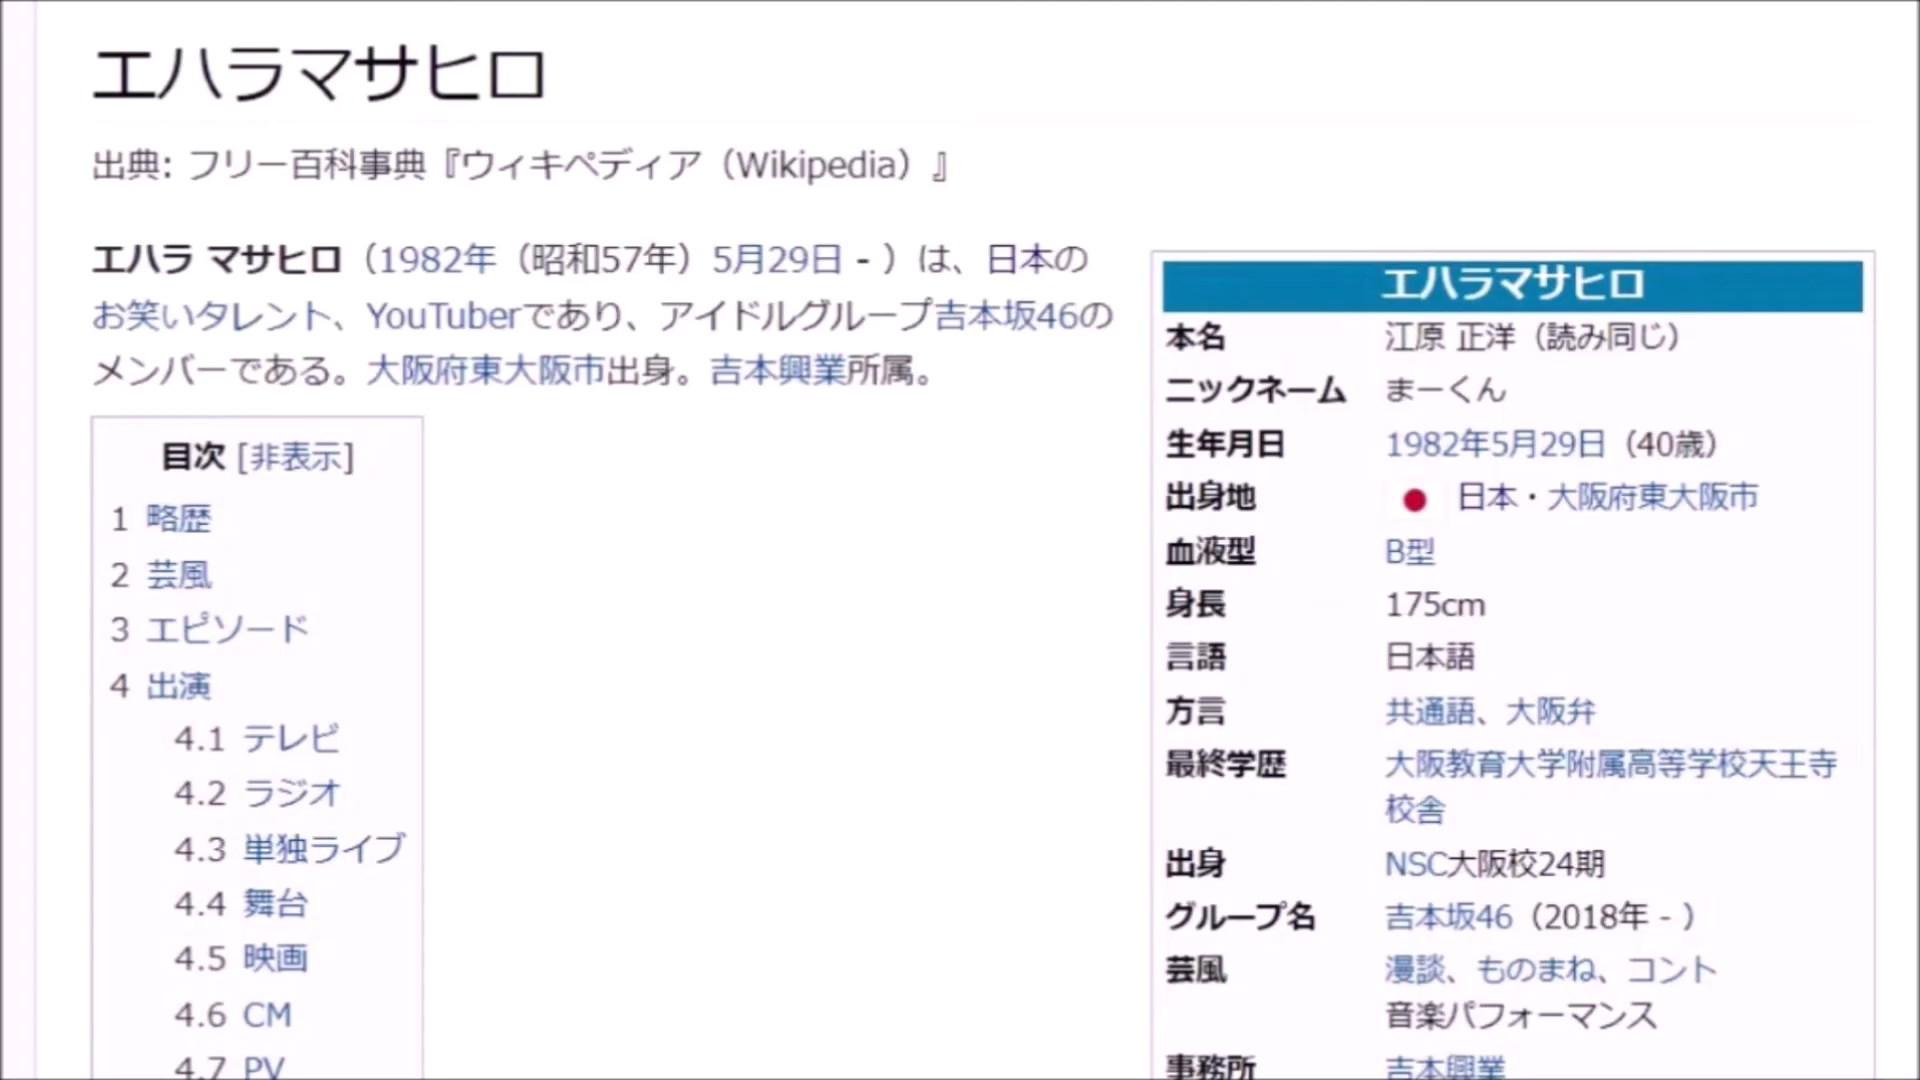 エハラマサヒロ
出典: フリー百科事典『ウィキペディア（Wikipedia）』
エハラ マサヒロ（1982年（昭和57年）5月29日 - ）は、日本の
お笑いタレント、YouTuberであり、アイドルグループ吉本坂46の
メンバーである。大阪府東大阪市出身。吉本興業所属。
目次 [非表示]
1 略歴
2 芸風
3 エピソード
4 出演
4.1 テレビ
4.2 ラジオ
4.3 単独ライブ
4.4 舞台
4.5 映画
4.6 CM
4.7 PV
エハラマサヒロ
本名 江原 正洋（読み同じ）
ニックネーム まーくん
生年月日 1982年5月29日（40歳）
出身地 日本・大阪府東大阪市
血液型 B型
身長 175cm
言語 日本語
方言 共通語、大阪弁
最終学歴 大阪教育大学附属高等学校天王寺
校舎
出身 NSC大阪校24期
グループ名 吉本坂46（2018年 - ）
芸風 漫談、ものまね、コント
音楽パフォーマンス
事務所 吉本興業